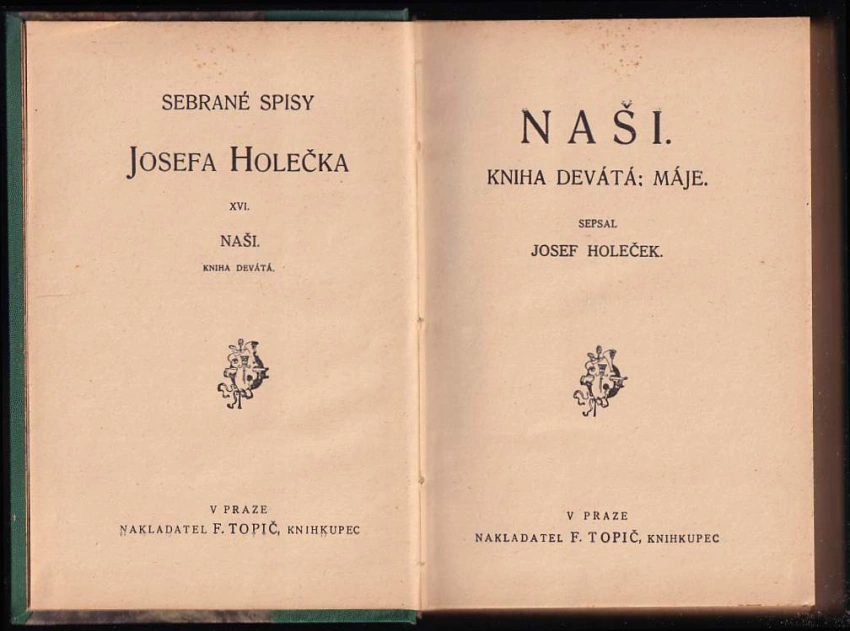 SEBRANÉ SPISY
JOSEFA HOLEČKA
XVI.
NAŠI.
KNIHA DEVÁTÁ.
V PRAZE
NAKLADATEL F. TOPIČ, KNIHKUPEC
NAŠI.
KNIHA DEVÁTÁ: MÁJE.
SEPSAL
JOSEF HOLEČEK.
V PRAZE
NAKLADATEL F. TOPIČ, KNIHKUPEC